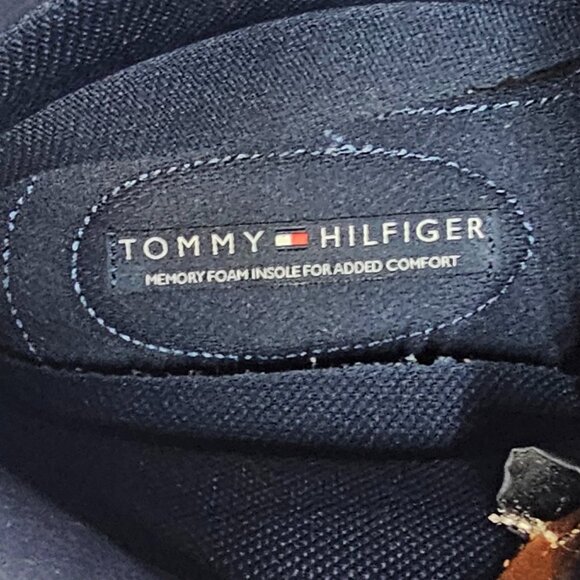 TOMMY HILFIGER
MEMORY FOAM INSOLE FOR ADDED COMFORT